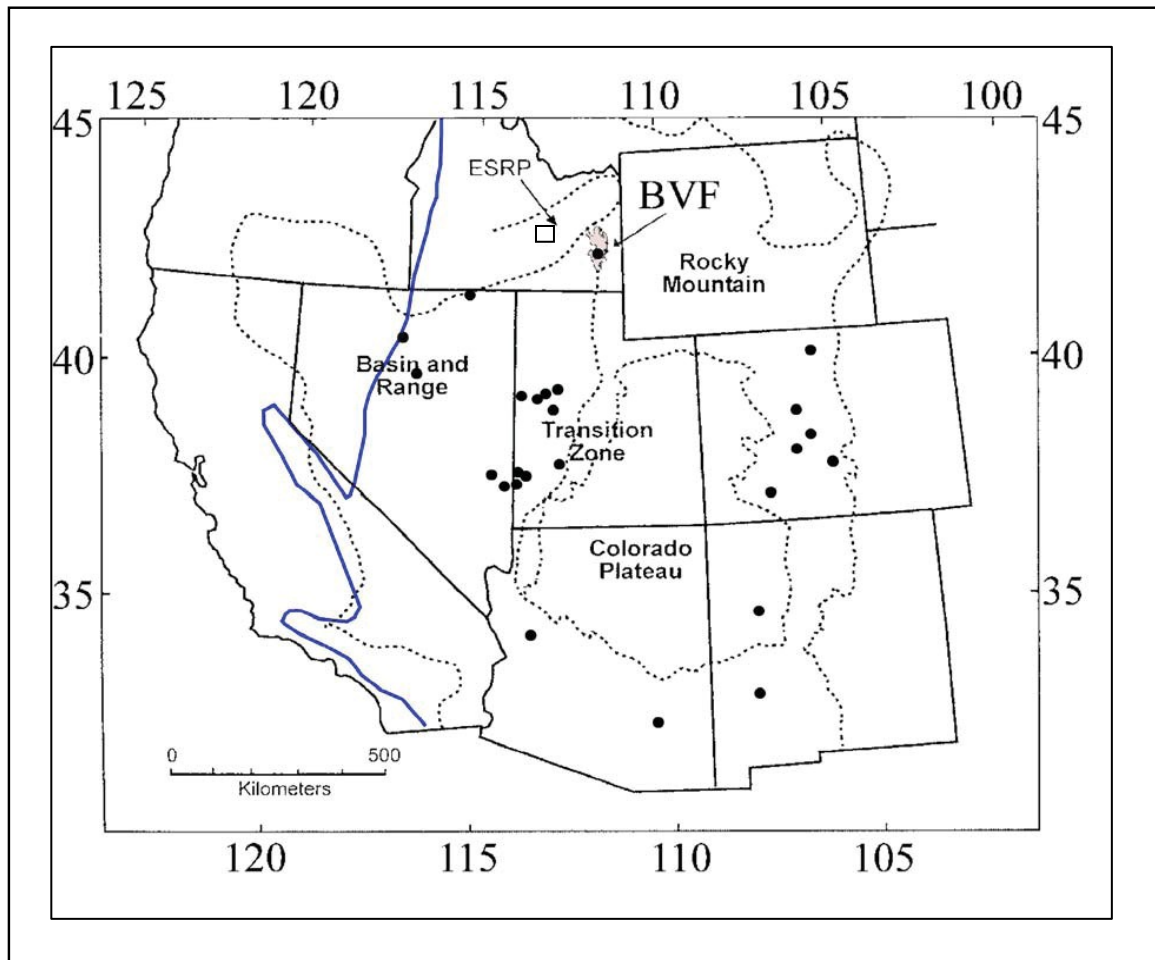 125 120 115 110 105 100
45 45
ESRP
BVF
Rocky
Mountain
40 40
Basin and
Range
Transition
Zone
Colorado
Plateau
35 35
0 500
Kilometers
120 115 110 105